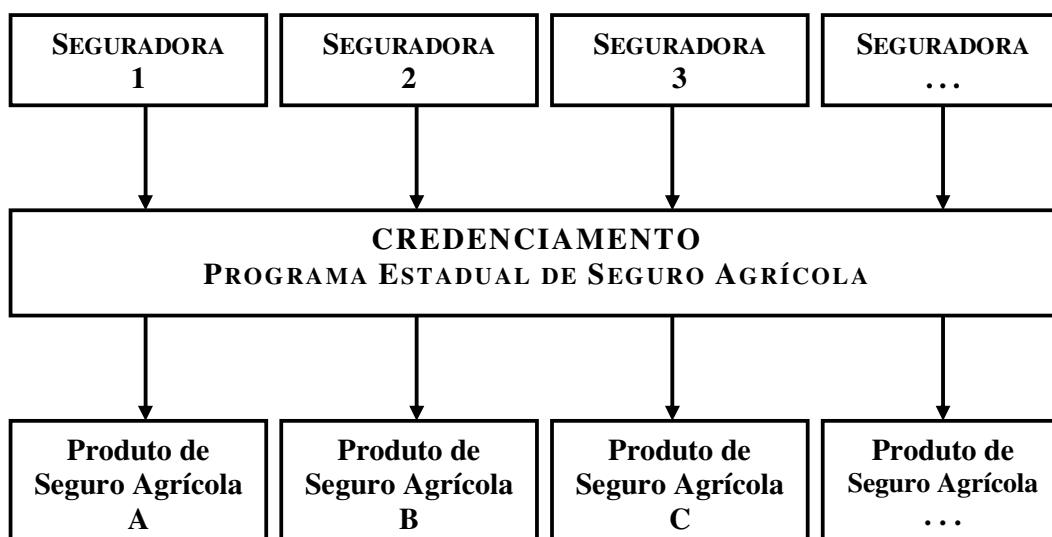 SEGURADORA
1
SEGURADORA
2
SEGURADORA
3
SEGURADORA
...
CREDENCIAMENTO
PROGRAMA ESTADUAL DE SEGURO AGRÍCOLA
Produto de
Seguro Agrícola
A
Produto de
Seguro Agrícola
B
Produto de
Seguro Agrícola
C
Produto de
Seguro Agrícola
...